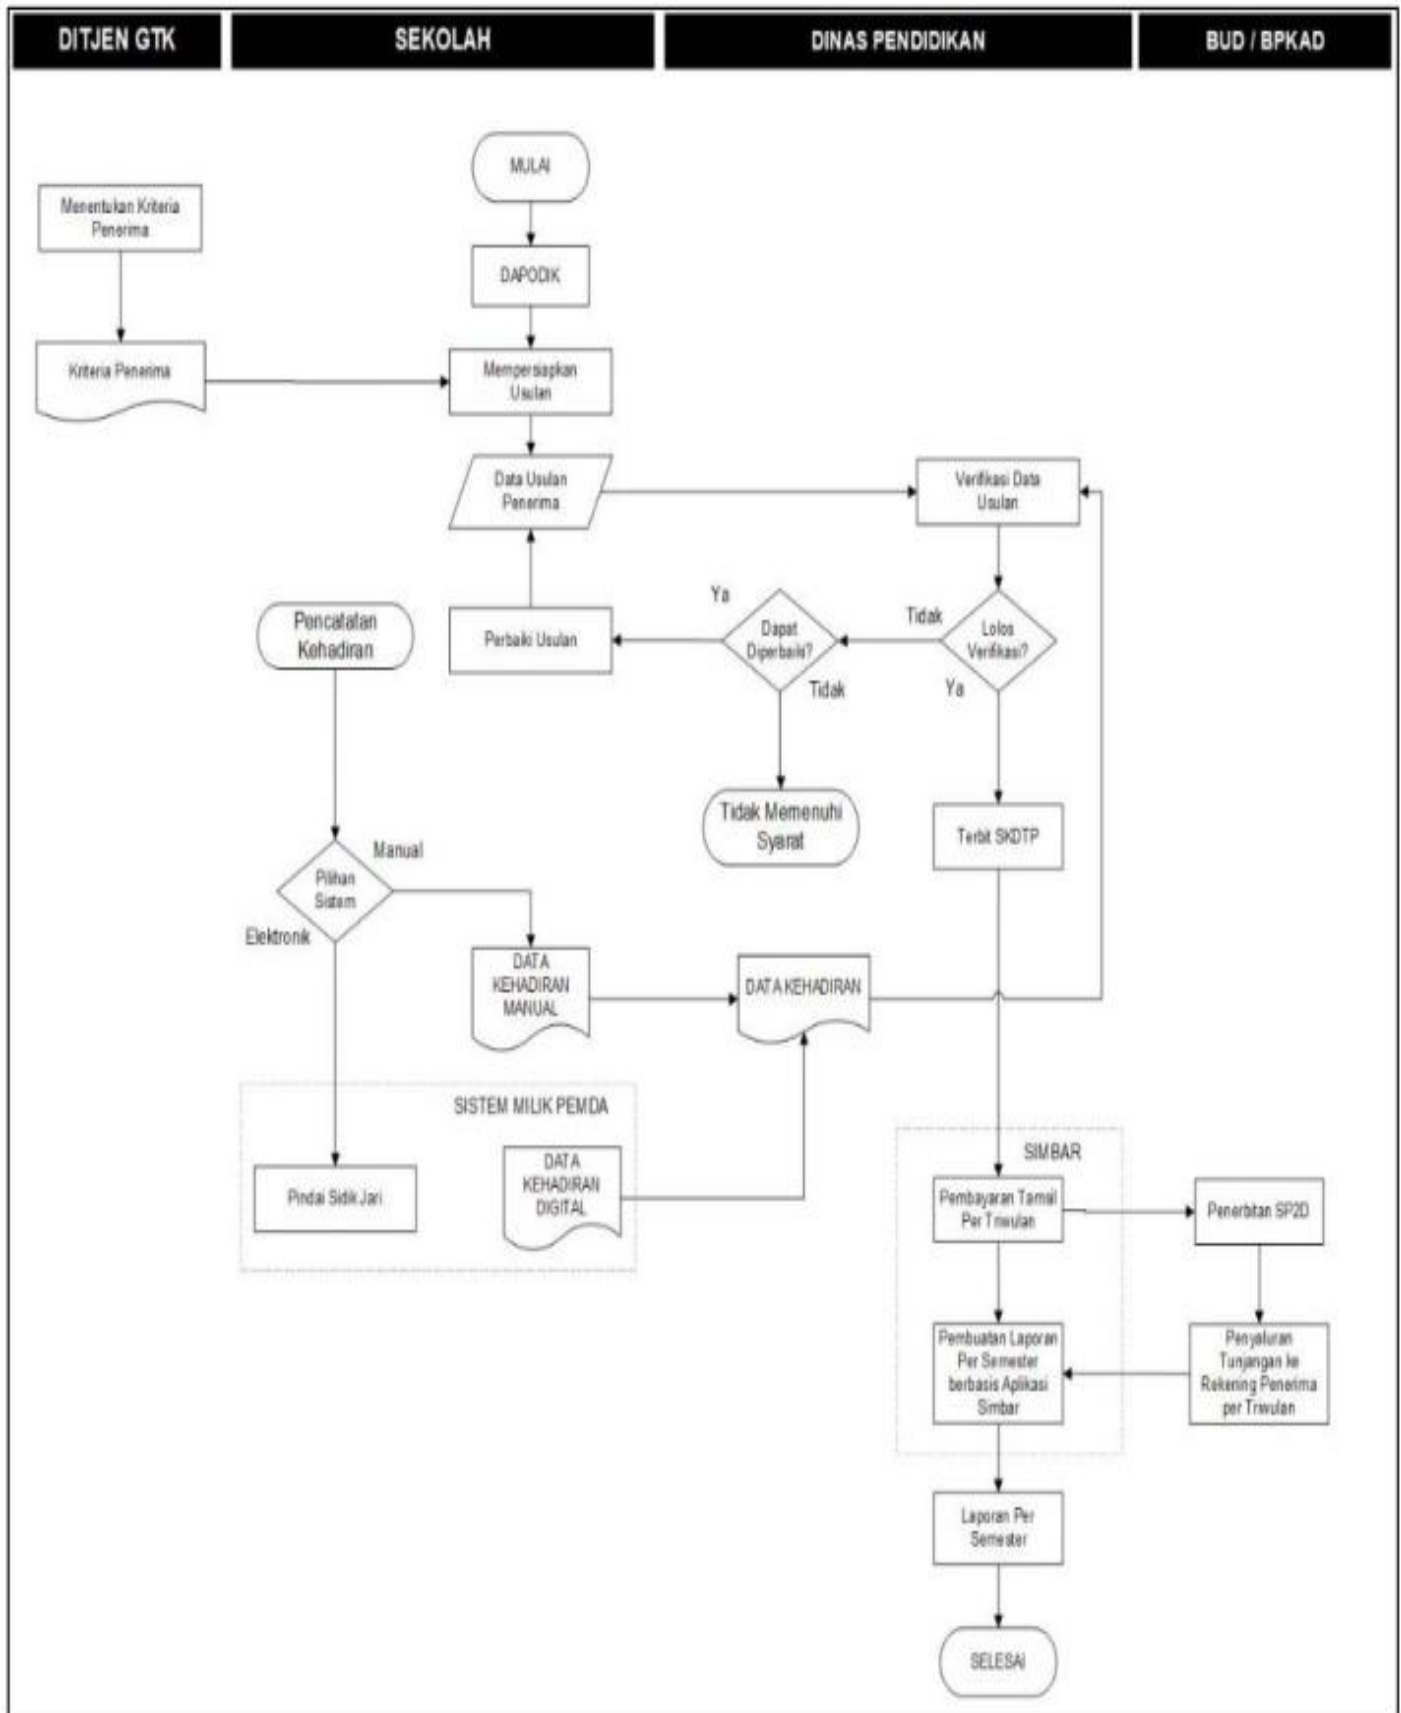 DITJEN GTK
SEKOLAH
DINAS PENDIDIKAN
BUD / BPKAD
MULAI
Menentukan Kriteria
Penerima
DAPODIK
Kriteria Penerima
Mempersiapkan
Usulan
Data Usulan
Penerima
Verifikasi Data
Usulan
Pencatatan
Kehadiran
Perbaiki Usulan
Ya
Dapat
Diperbaiki?
Tidak
Tidak
Lolos
Verifikasi?
Ya
Tidak Memenuhi
Syarat
Terbit SKDTP
Pilihan
Sistem
Manual
Elektronik
DATA
KEHADIRAN
MANUAL
DATA KEHADIRAN
SISTEM MILIK PEMDA
Pindai Sidik Jari
DATA
KEHADIRAN
DIGITAL
SIMBAR
Pembayaran Tamsil
Per Triwulan
Penerbitan SP2D
Pembuatan Laporan
Per Semester
berbasis Aplikasi
Simbar
Penyaluran
Tunjangan ke
Rekening Penerima
per Triwulan
Laporan Per
Semester
SELESAI